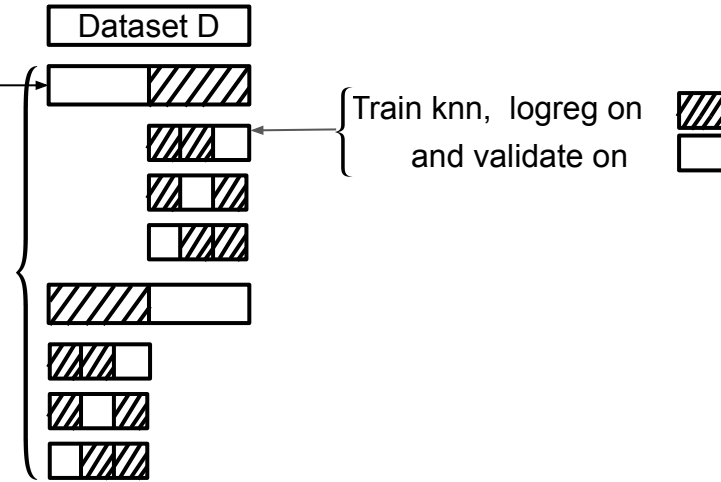 Dataset D
Train knn, logreg on
and validate on